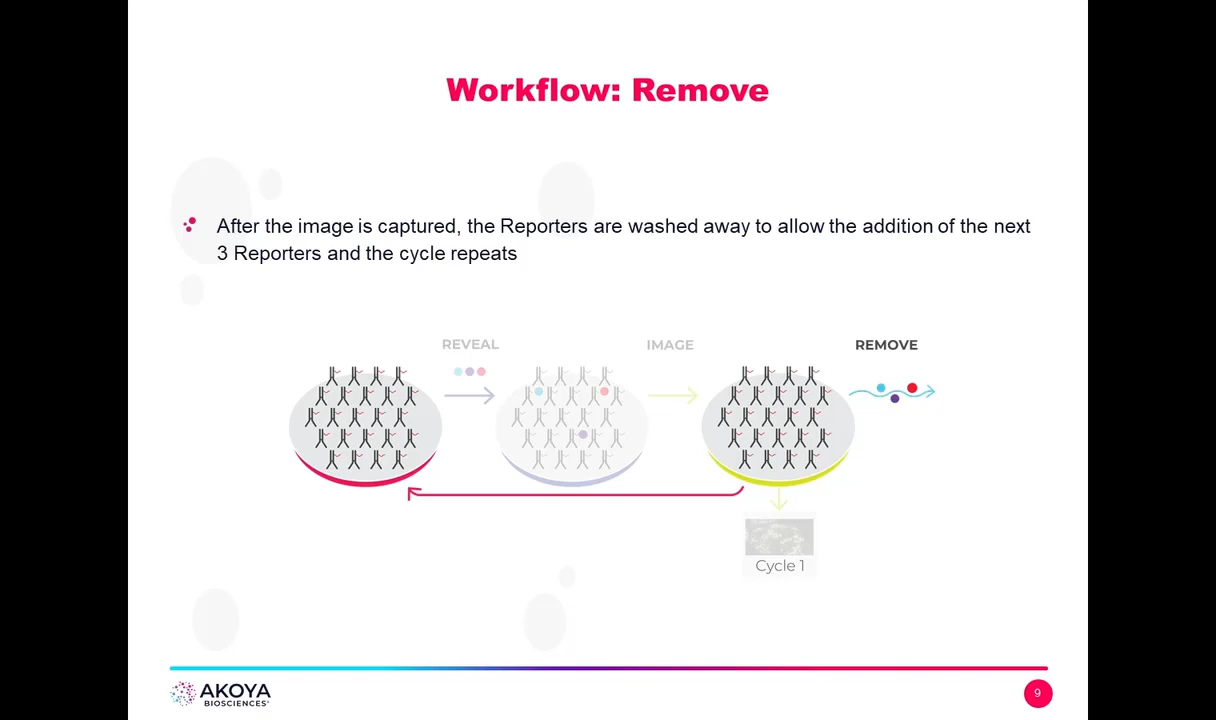 Workflow: Remove
After the image is captured, the Reporters are washed away to allow the addition of the next
3 Reporters and the cycle repeats
REVEAL
IMAGE
REMOVE
Cycle 1
AKOYA
BIOSCIENCES
9